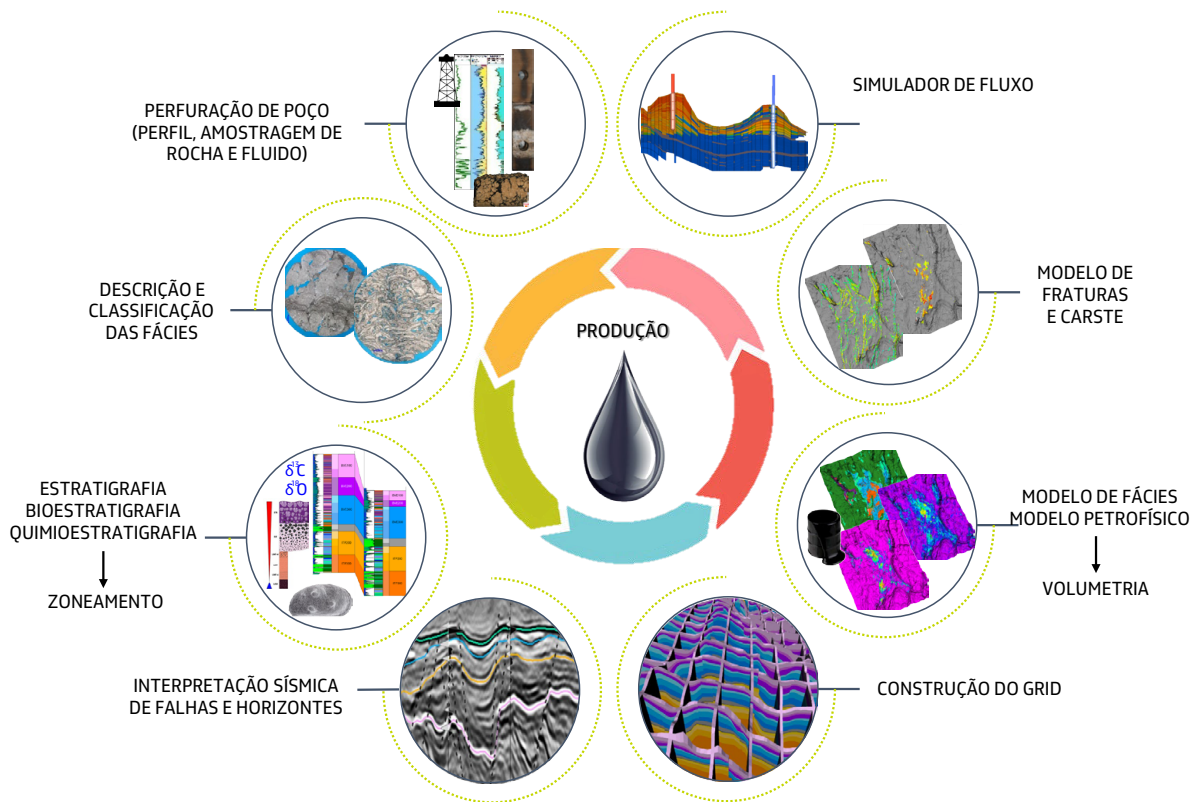 PERFURAÇÃO DE POÇO
(PERFIL, AMOSTRAGEM DE
ROCHA E FLUIDO)
SIMULADOR DE FLUXO
DESCRIÇÃO E
CLASSIFICAÇÃO
DAS FÁCIES
MODELO DE
FRATURAS
E CARSTE
PRODUÇÃO
ESTRATIGRAFIA
BIOESTRATIGRAFIA
QUIMIOESTRATIGRAFIA
ZONEAMENTO
δ¹³C
δ¹⁸O
MODELO DE FÁCIES
MODELO PETROFÍSICO
VOLUMETRIA
INTERPRETAÇÃO SÍSMICA
DE FALHAS E HORIZONTES
CONSTRUÇÃO DO GRID